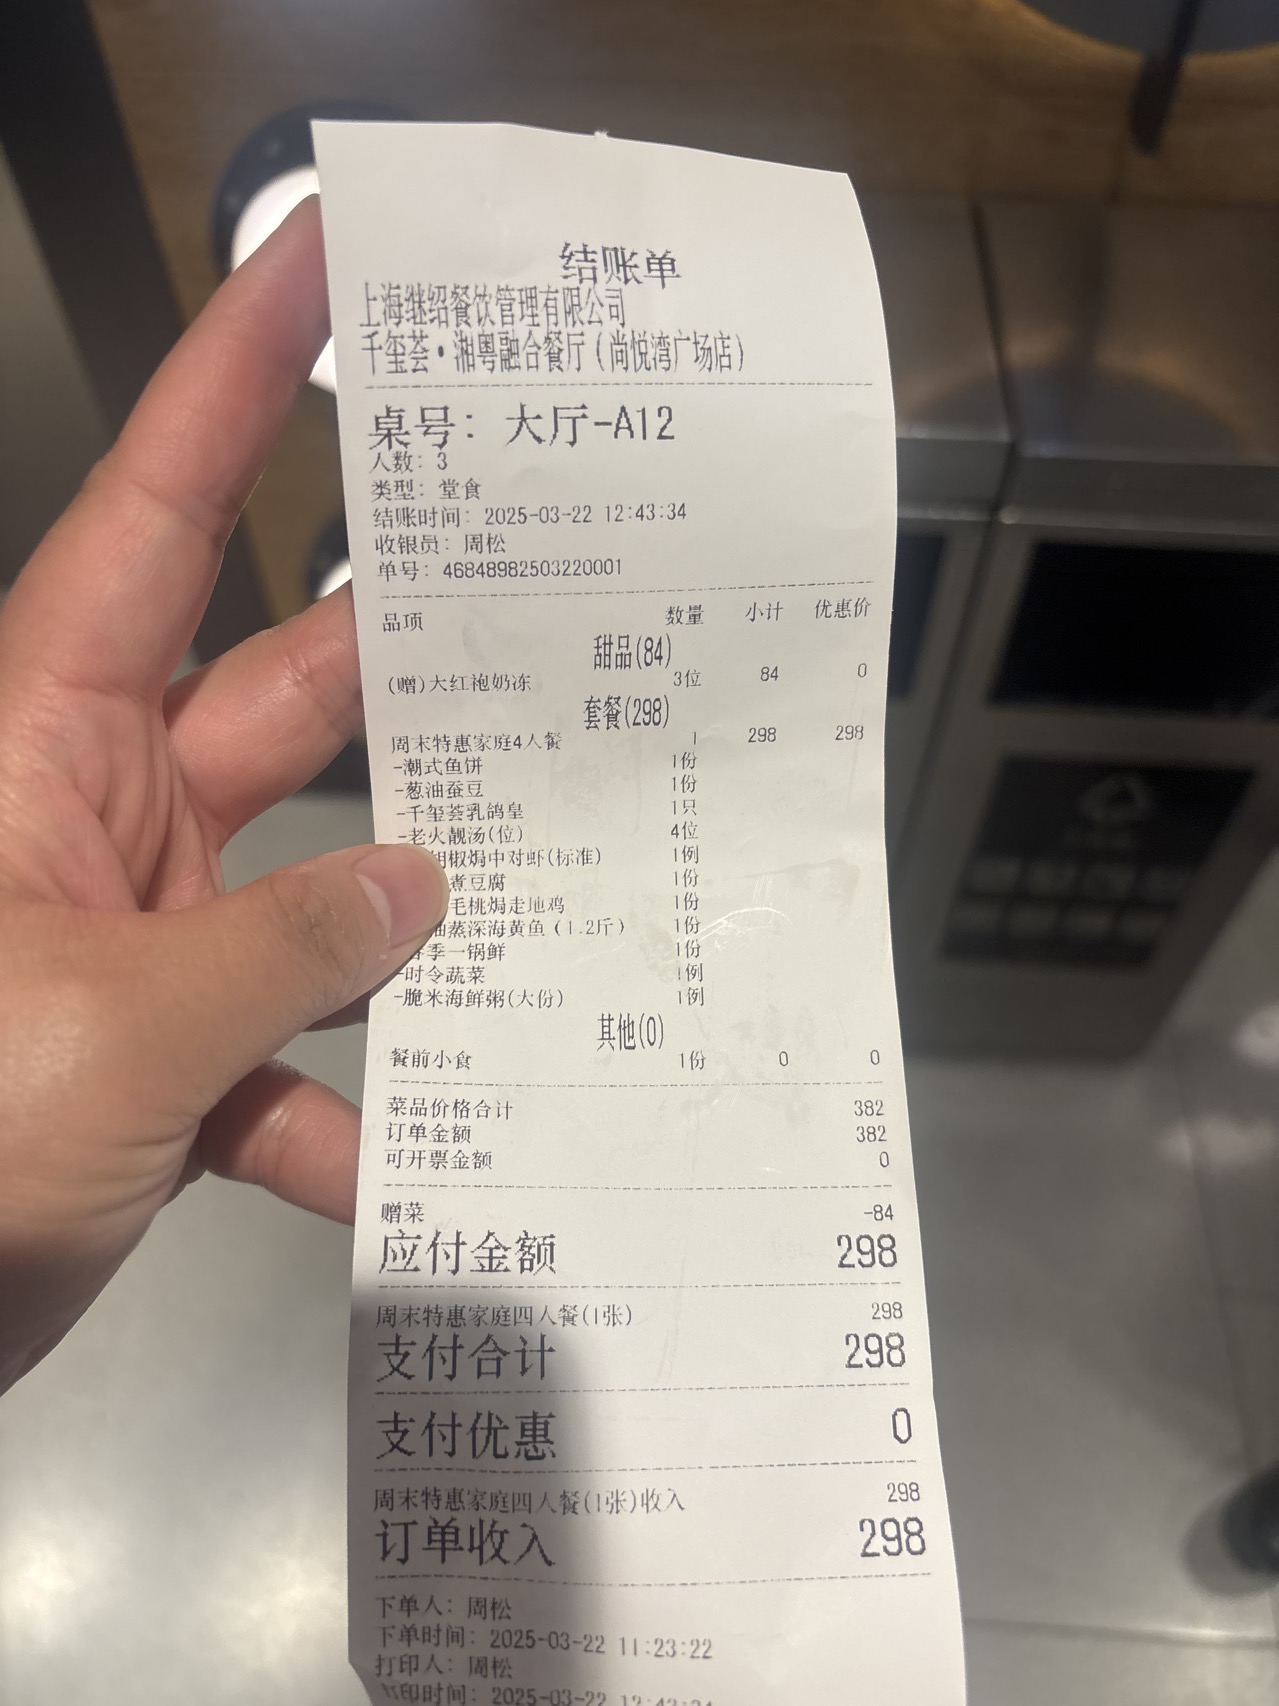 结账单
上海继绍餐饮管理有限公司
千玺荟·湘粤融合餐厅(尚悦湾广场店)
桌号: 大厅-A12
人数: 3
类型: 堂食
结账时间: 2025-03-22 12:43:34
收银员: 周松
单号: 46848982503220001
品项 数量 小计 优惠价
甜品(84)
(赠)大红袍奶冻 3位 84 0
套餐(298)
周末特惠家庭4人餐 1 298 298
-潮式鱼饼 1份
-葱油蚕豆 1份
-千玺荟乳鸽皇 1只
-老火靓汤(位) 4位
胡椒焗中对虾(标准) 1例
煮豆腐 1份
毛桃焗走地鸡 1份
油蒸深海黄鱼(1.2斤) 1份
春季一锅鲜 1份
-时令蔬菜 1例
-脆米海鲜粥(大份) 1例
其他(0)
餐前小食 1份 0 0
菜品价格合计 382
订单金额 382
可开票金额 0
赠菜 -84
应付金额 298
周末特惠家庭四人餐(1张) 298
支付合计 298
支付优惠 0
周末特惠家庭四人餐(1张)收入 298
订单收入 298
下单人: 周松
下单时间: 2025-03-22 11:23:22
打印人: 周松
打印时间: 2025-03-22 12:43:34